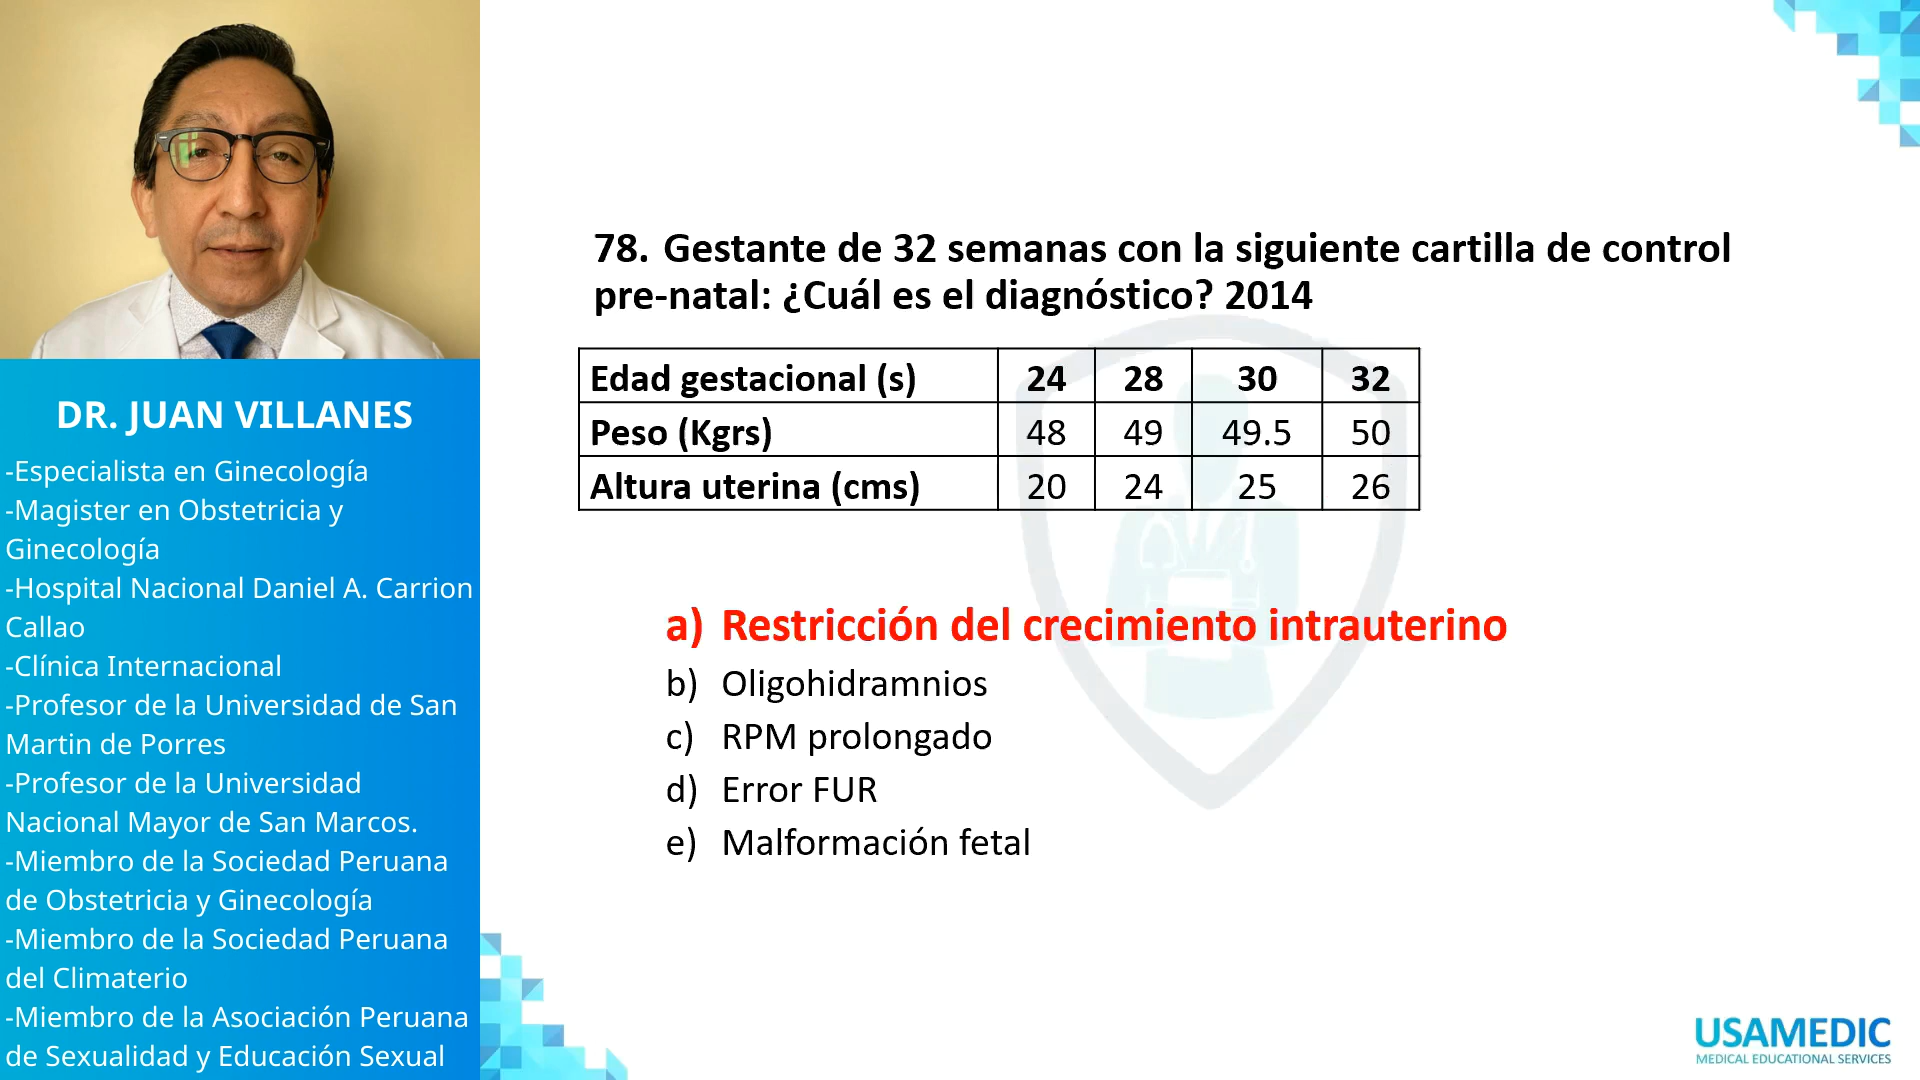 DR. JUAN VILLANES
-Especialista en Ginecología
-Magister en Obstetricia y
Ginecología
-Hospital Nacional Daniel A. Carrion
Callao
-Clínica Internacional
-Profesor de la Universidad de San
Martin de Porres
-Profesor de la Universidad
Nacional Mayor de San Marcos.
-Miembro de la Sociedad Peruana
de Obstetricia y Ginecología
-Miembro de la Sociedad Peruana
del Climaterio
-Miembro de la Asociación Peruana
de Sexualidad y Educación Sexual
78. Gestante de 32 semanas con la siguiente cartilla de control
pre-natal: ¿Cuál es el diagnóstico? 2014
Edad gestacional (s) 24 28 30 32
Peso (Kgrs) 48 49 49.5 50
Altura uterina (cms) 20 24 25 26
a) Restricción del crecimiento intrauterino
b) Oligohidramnios
c) RPM prolongado
d) Error FUR
e) Malformación fetal
USAMEDIC
MEDICAL EDUCATIONAL SERVICES